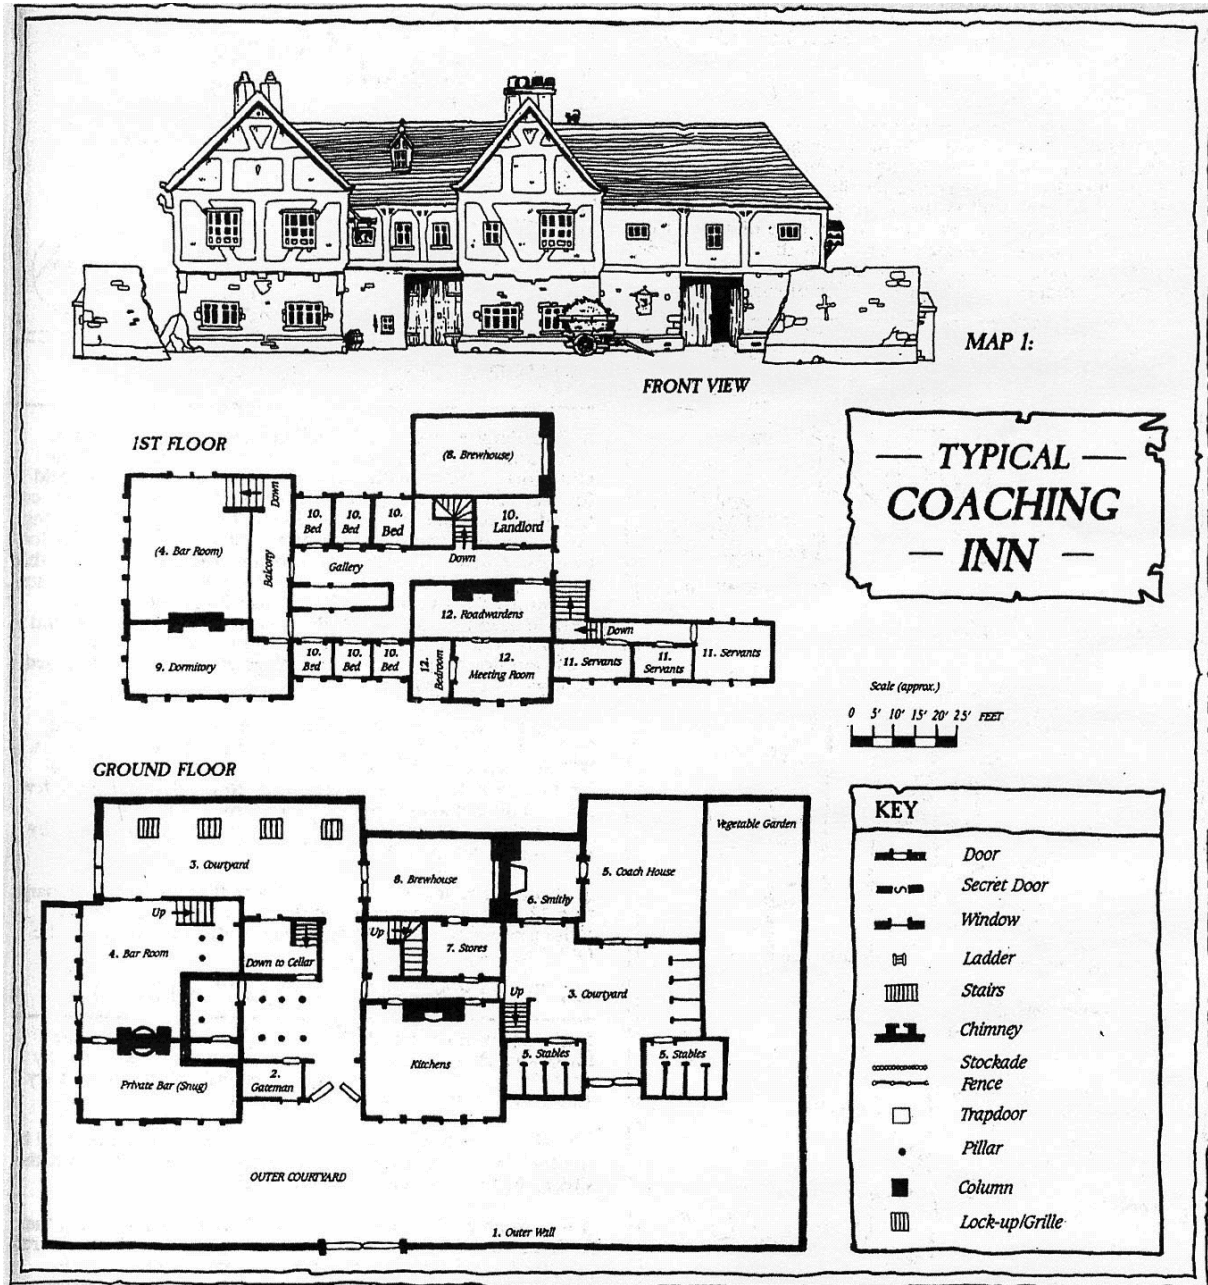 MAP 1:
FRONT VIEW
TYPICAL
COACHING
INN
1ST FLOOR
(8. Brewhouse)
Down
10.
Bed
10.
Bed
10.
Bed
10.
Landlord
(4. Bar Room)
Balcony
Gallery
Down
12. Roadwardens
Down
9. Dormitory
10.
Bed
10.
Bed
10.
Bed
12.
Bedroom
12.
Meeting Room
11. Servants
11.
Servants
11. Servants
Scale (approx.)
0 5' 10' 15' 20' 25' FEET
GROUND FLOOR
Vegetable Garden
3. Courtyard
8. Brewhouse
6. Smithy
5. Coach House
Up
4. Bar Room
Down to Cellar
Up
7. Stores
Up
3. Courtyard
Kitchens
5. Stables
5. Stables
Private Bar (Snug)
2.
Gateman
OUTER COURTYARD
1. Outer Wall
KEY
Door
Secret Door
Window
Ladder
Stairs
Chimney
Stockade
Fence
Trapdoor
Pillar
Column
Lock-up/Grille